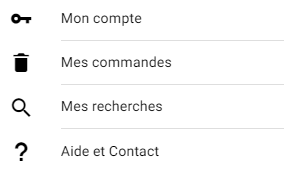 Mon compte
Mes commandes
Mes recherches
Aide et Contact